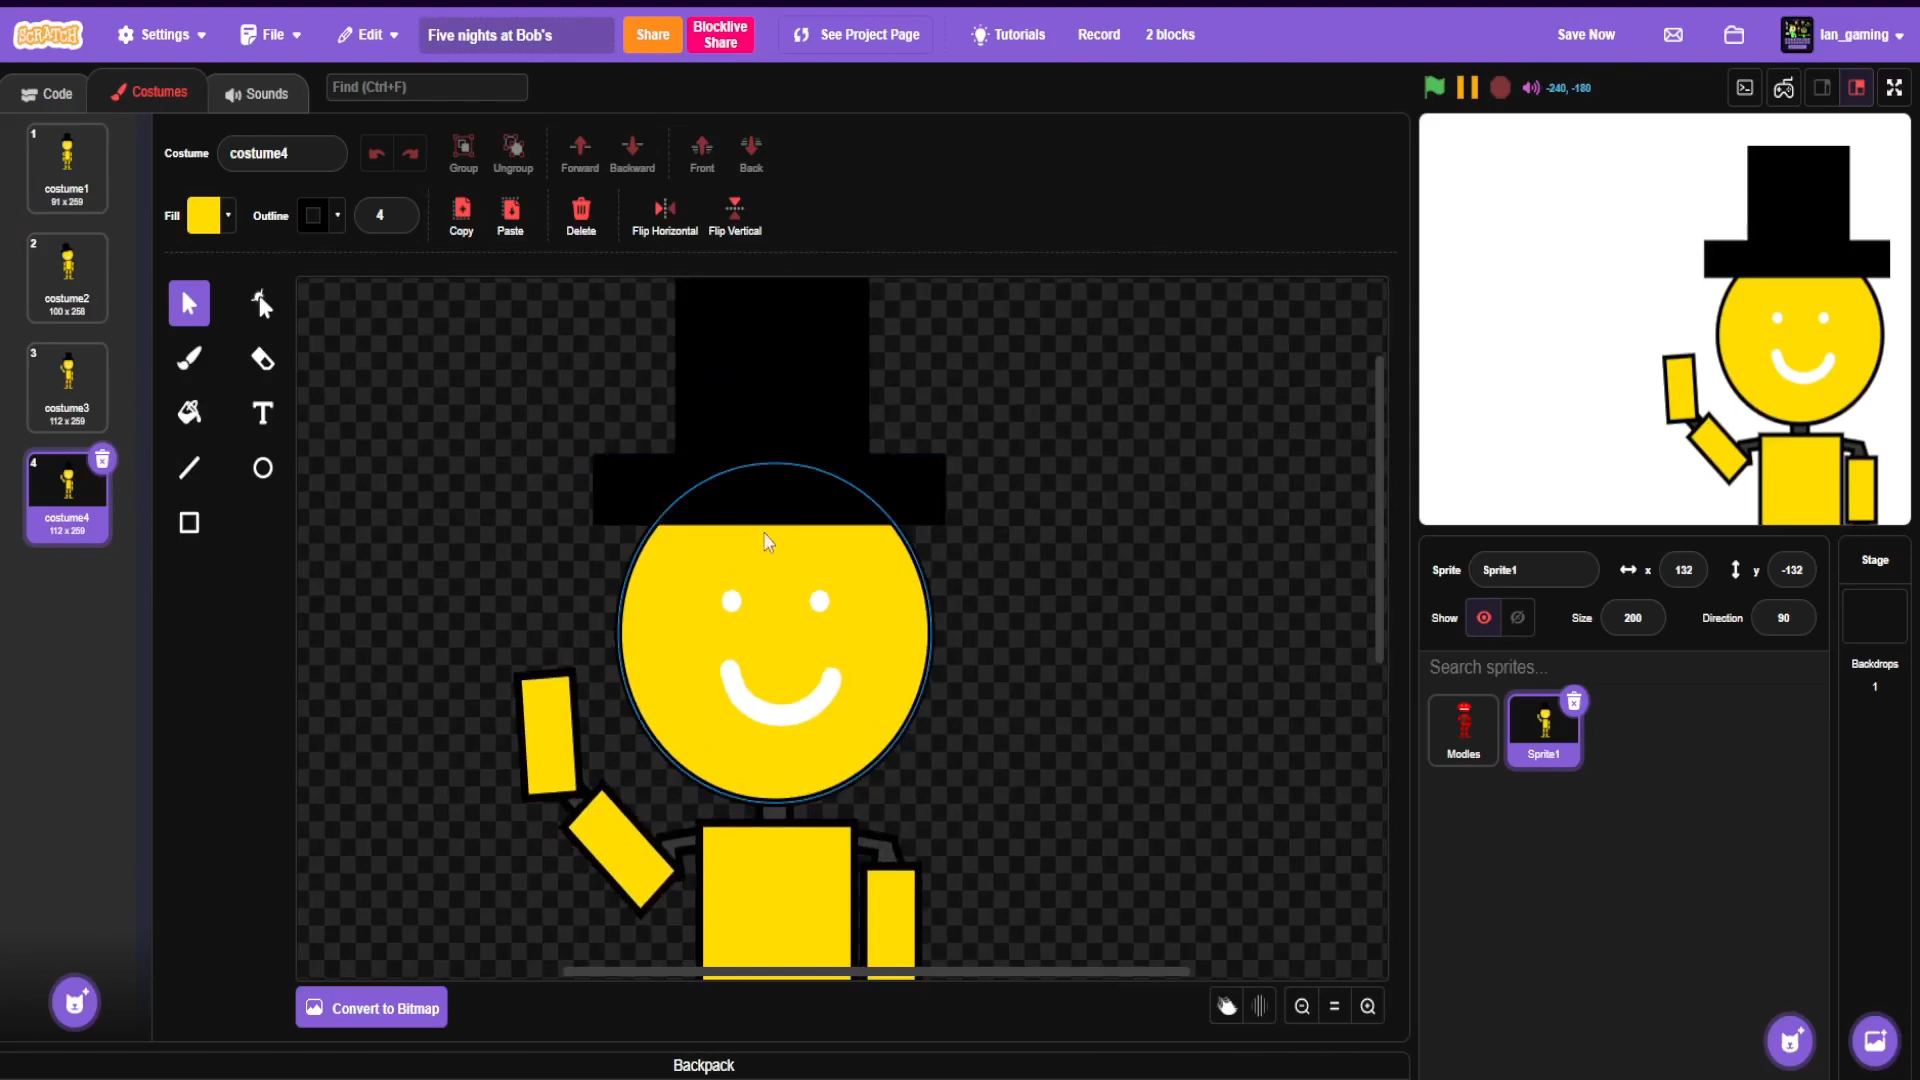 SCRATCH
Settings
File
Edit
Five nights at Bob's
Share
Blocklive
Share
See Project Page
Tutorials
Record
2 blocks
Save Now
Ian_gaming
Code
Costumes
Sounds
Find (Ctrl+F)
-240, -180
1
costume1
91 x 259
2
costume2
100 x 258
3
costume3
112 x 259
4
costume4
112 x 259
Costume
costume4
Group
Ungroup
Forward
Backward
Front
Back
Fill
Outline
4
Copy
Paste
Delete
Flip Horizontal
Flip Vertical
T
Convert to Bitmap
Backpack
Sprite
Sprite1
x
132
y
-132
Show
Size
200
Direction
90
Search sprites...
Modles
Sprite1
Stage
Backdrops
1